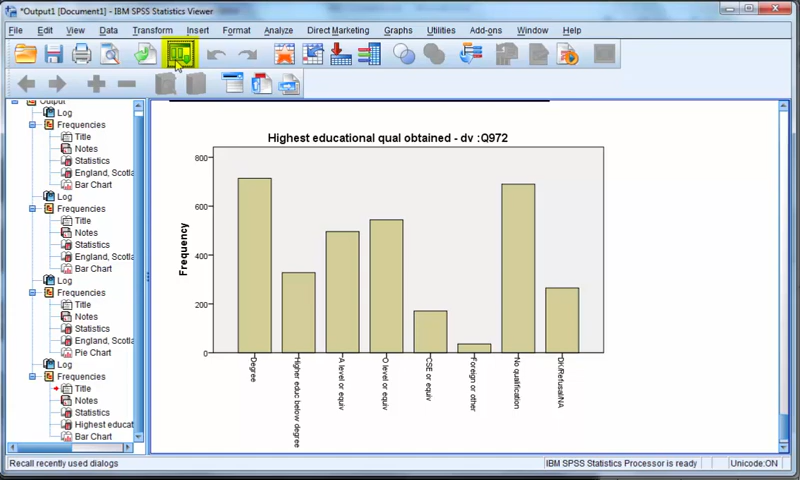 *Output1 [Document1] - IBM SPSS Statistics Viewer
File Edit View Data Transform Insert Format Analyze Direct Marketing Graphs Utilities Add-ons Window Help
Output
Log
Frequencies
Title
Notes
Statistics
England, Scotla
Bar Chart
Log
Frequencies
Title
Notes
Statistics
England, Scotla
Bar Chart
Log
Frequencies
Title
Notes
Statistics
England, Scotla
Pie Chart
Log
Frequencies
Title
Notes
Statistics
Highest educat
Bar Chart
Highest educational qual obtained - dv :Q972
Frequency
800
600
400
200
0
Degree
Higher educ below degree
A level or equiv
O level or equiv
CSE or equiv
Foreign or other
No qualification
DK/Refusal/NA
Recall recently used dialogs
IBM SPSS Statistics Processor is ready
Unicode:ON